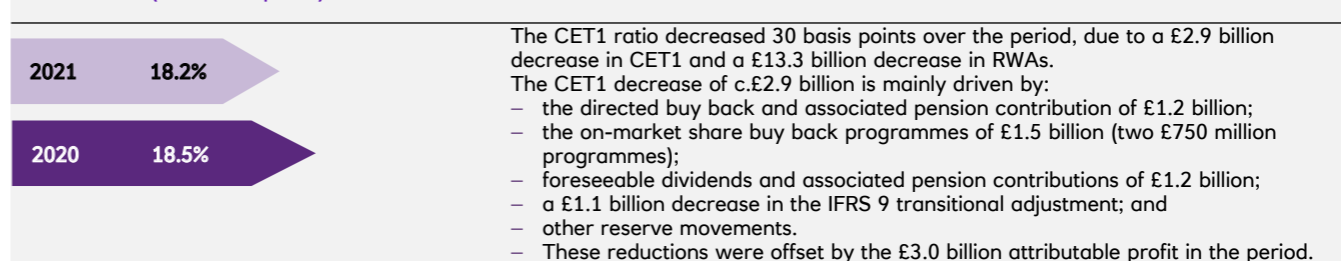 2021 18.2%
2020 18.5%
The CET1 ratio decreased 30 basis points over the period, due to a £2.9 billion
decrease in CET1 and a £13.3 billion decrease in RWAs.
The CET1 decrease of c.£2.9 billion is mainly driven by:
– the directed buy back and associated pension contribution of £1.2 billion;
– the on-market share buy back programmes of £1.5 billion (two £750 million
programmes);
– foreseeable dividends and associated pension contributions of £1.2 billion;
– a £1.1 billion decrease in the IFRS 9 transitional adjustment; and
– other reserve movements.
– These reductions were offset by the £3.0 billion attributable profit in the period.